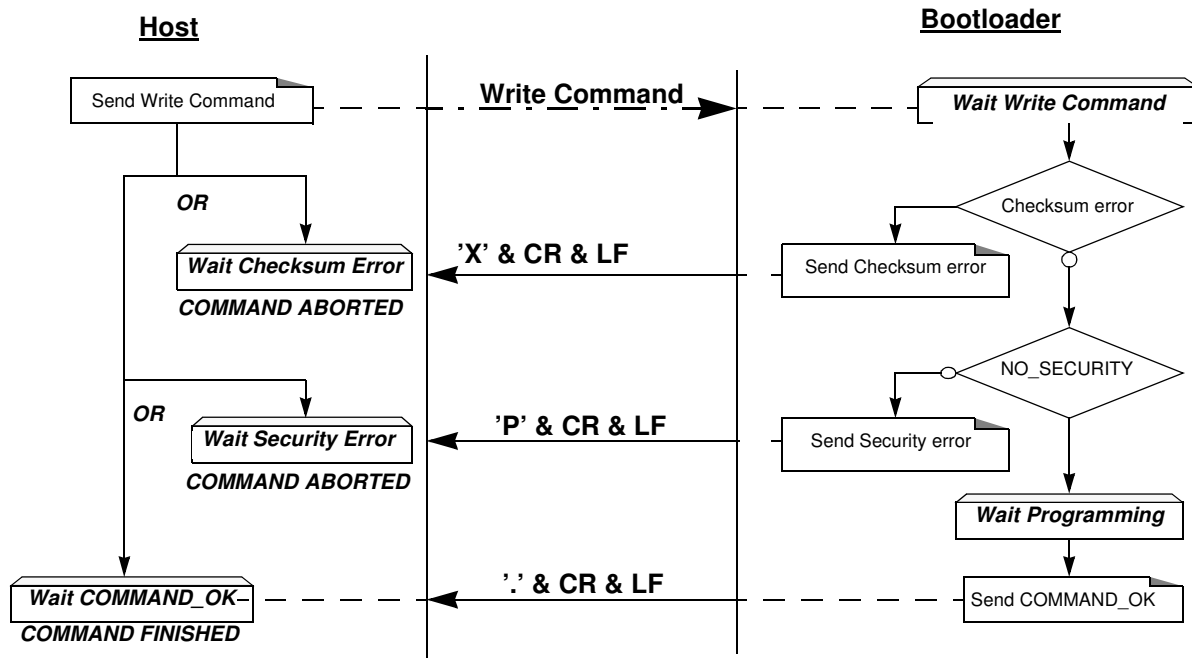 Host
Bootloader
Send Write Command
Write Command
Wait Write Command
OR
Checksum error
Wait Checksum Error
'X' & CR & LF
Send Checksum error
COMMAND ABORTED
NO_SECURITY
OR
Wait Security Error
'P' & CR & LF
Send Security error
COMMAND ABORTED
Wait Programming
Wait COMMAND_OK
'.' & CR & LF
Send COMMAND_OK
COMMAND FINISHED